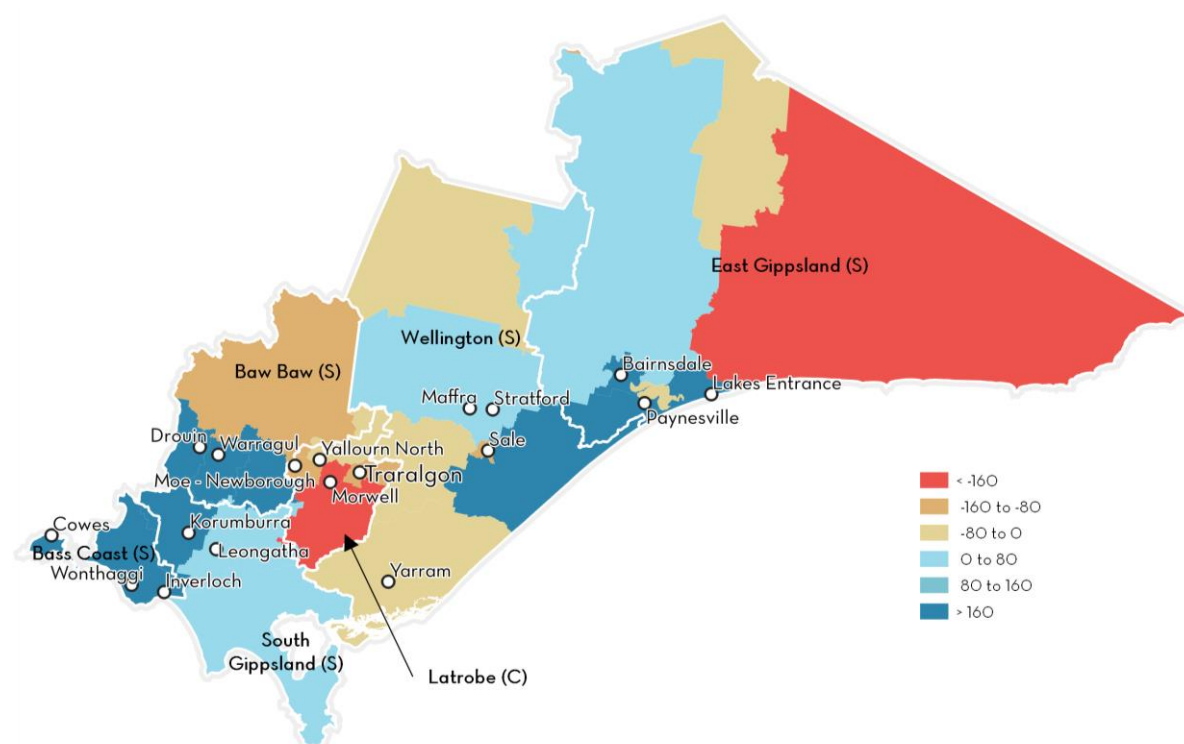 East Gippsland (S)
Wellington (S)
Bairnsdale
Baw Baw (S)
Lakes Entrance
Maffra
Stratford
Paynesville
Drouin
Warragul
Sale
Yallourn North
Traralgon
Moe - Newborough
Morwell
Cowes
Korumburra
Bass Coast (S)
Leongatha
Wonthaggi
Inverloch
Yarram
South
Gippsland (S)
Latrobe (C)
< -160
-160 to -80
-80 to 0
0 to 80
80 to 160
> 160